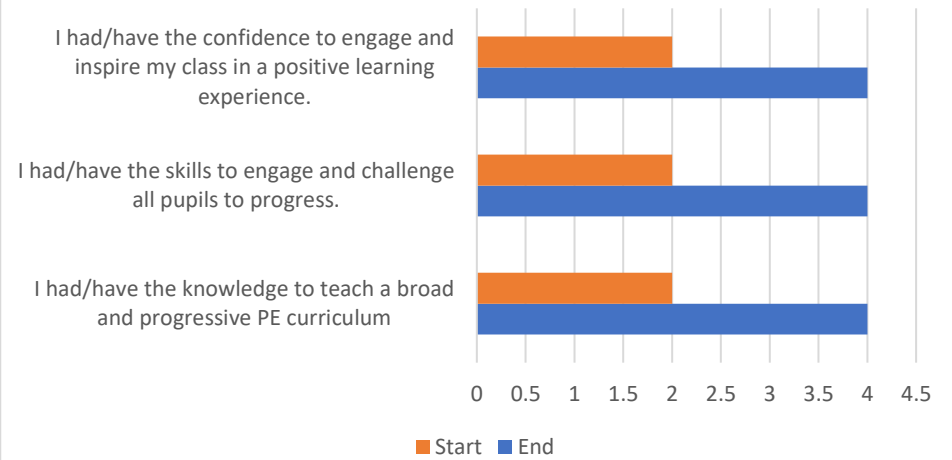 I had/have the confidence to engage and
inspire my class in a positive learning
experience.
I had/have the skills to engage and challenge
all pupils to progress.
I had/have the knowledge to teach a broad
and progressive PE curriculum
0 0.5 1 1.5 2 2.5 3 3.5 4 4.5
Start End